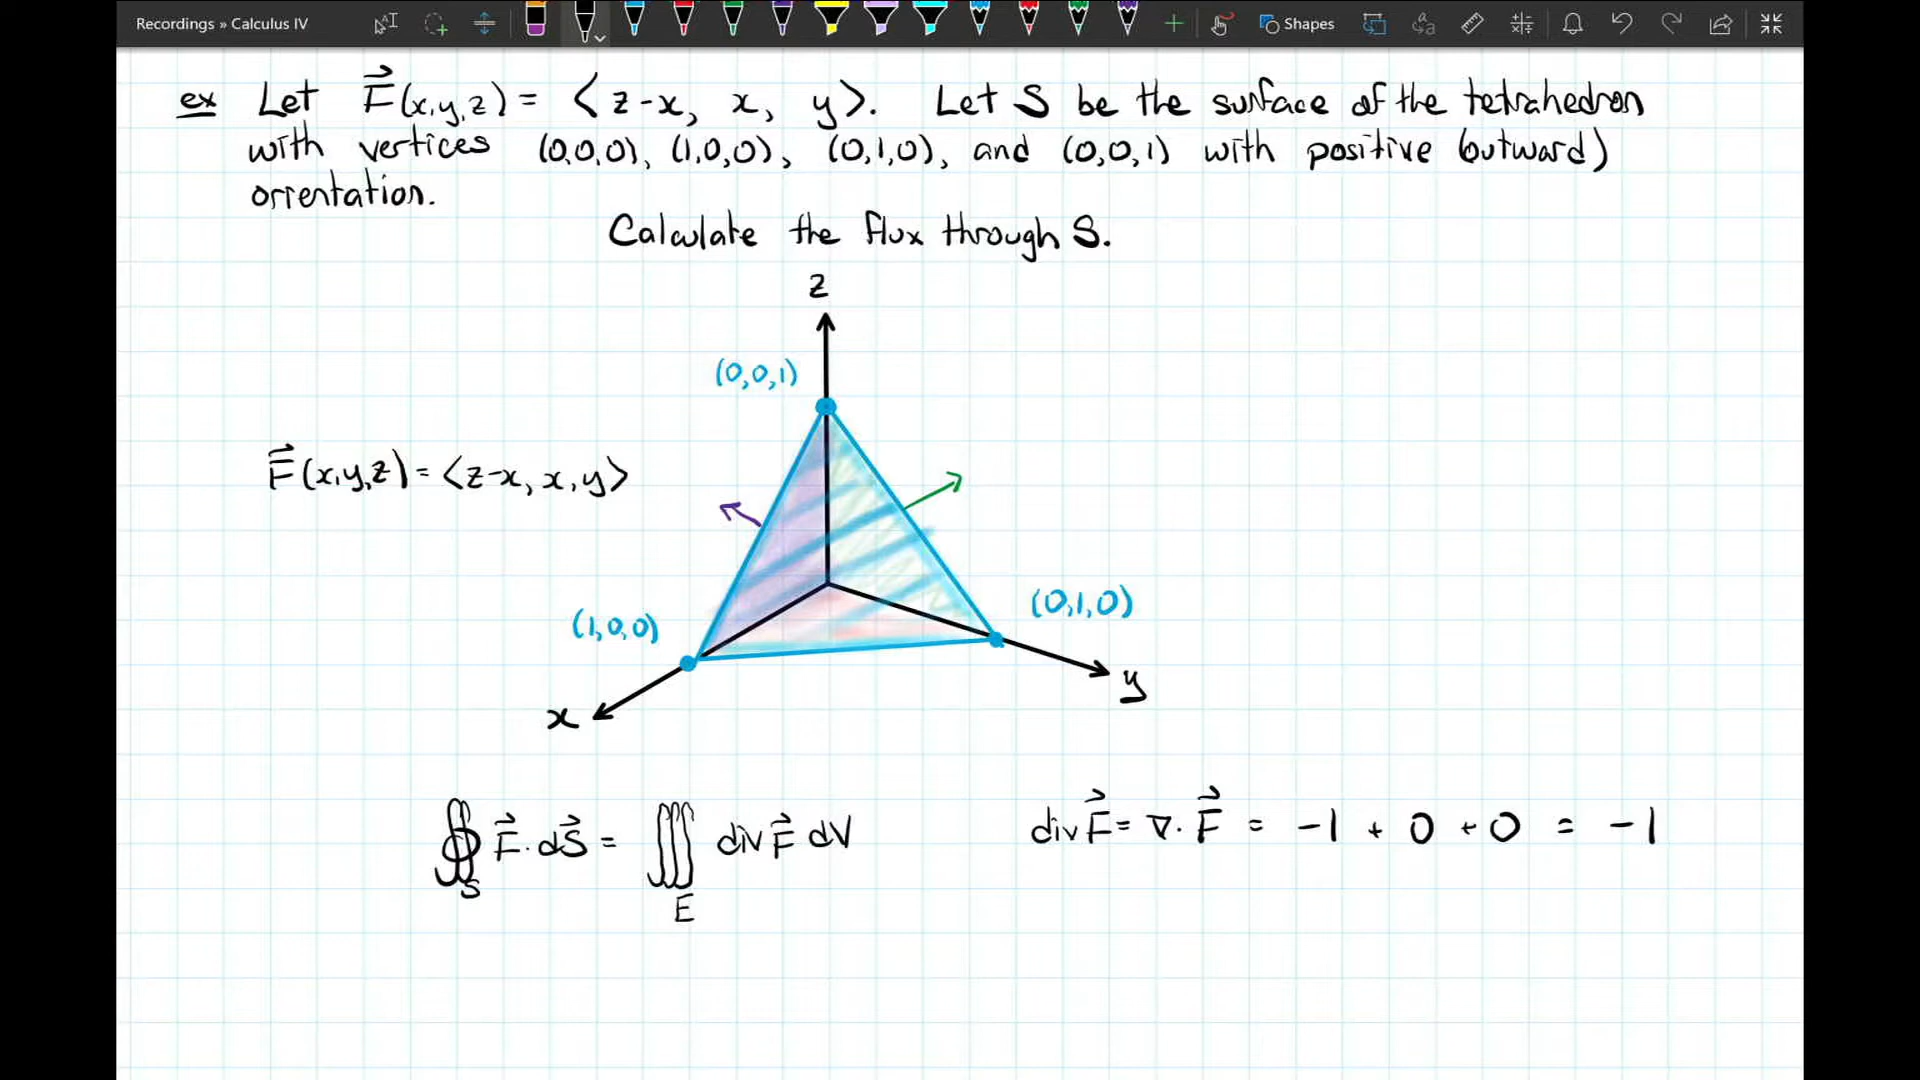 Recordings » Calculus IV
Shapes
ex Let F⃗(x,y,z) = ⟨z-x, x, y⟩. Let S be the surface of the tetrahedron
with vertices (0,0,0), (1,0,0), (0,1,0), and (0,0,1) with positive (outward)
orientation.
Calculate the flux through S.
z
(0,0,1)
F⃗(x,y,z) = ⟨z-x, x, y⟩
(0,1,0)
(1,0,0)
y
x
∯_S F⃗·dS⃗ = ∭_E div F⃗ dV
div F⃗ = ∇·F⃗ = -1 + 0 + 0 = -1